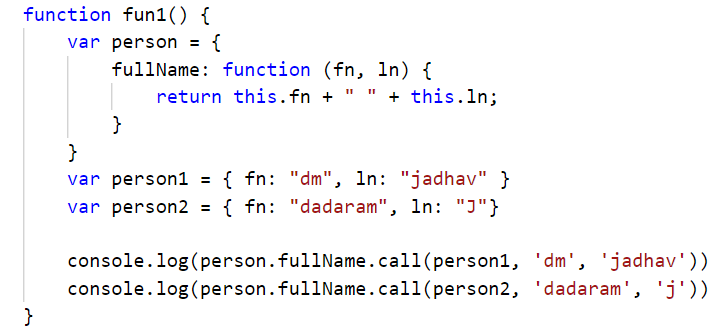 function fun1() {
    var person = {
        fullName: function (fn, ln) {
            return this.fn + " " + this.ln;
        }
    }
    var person1 = { fn: "dm", ln: "jadhav" }
    var person2 = { fn: "dadaram", ln: "J"}

    console.log(person.fullName.call(person1, 'dm', 'jadhav'))
    console.log(person.fullName.call(person2, 'dadaram', 'j'))
}